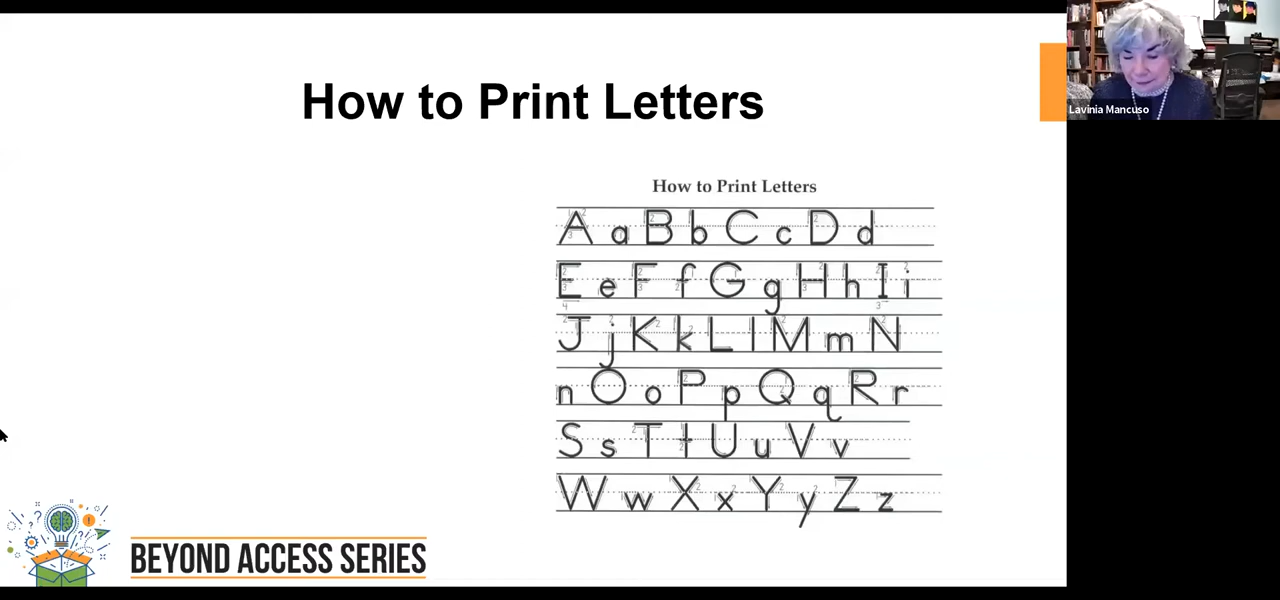 How to Print Letters
Lavinia Mancuso
How to Print Letters
A a B b C c D d
E e F f G g H h I i
J j K k L l M m N
n O o P p Q q R r
S s T t U u V v
W w X x Y y Z z
BEYOND ACCESS SERIES